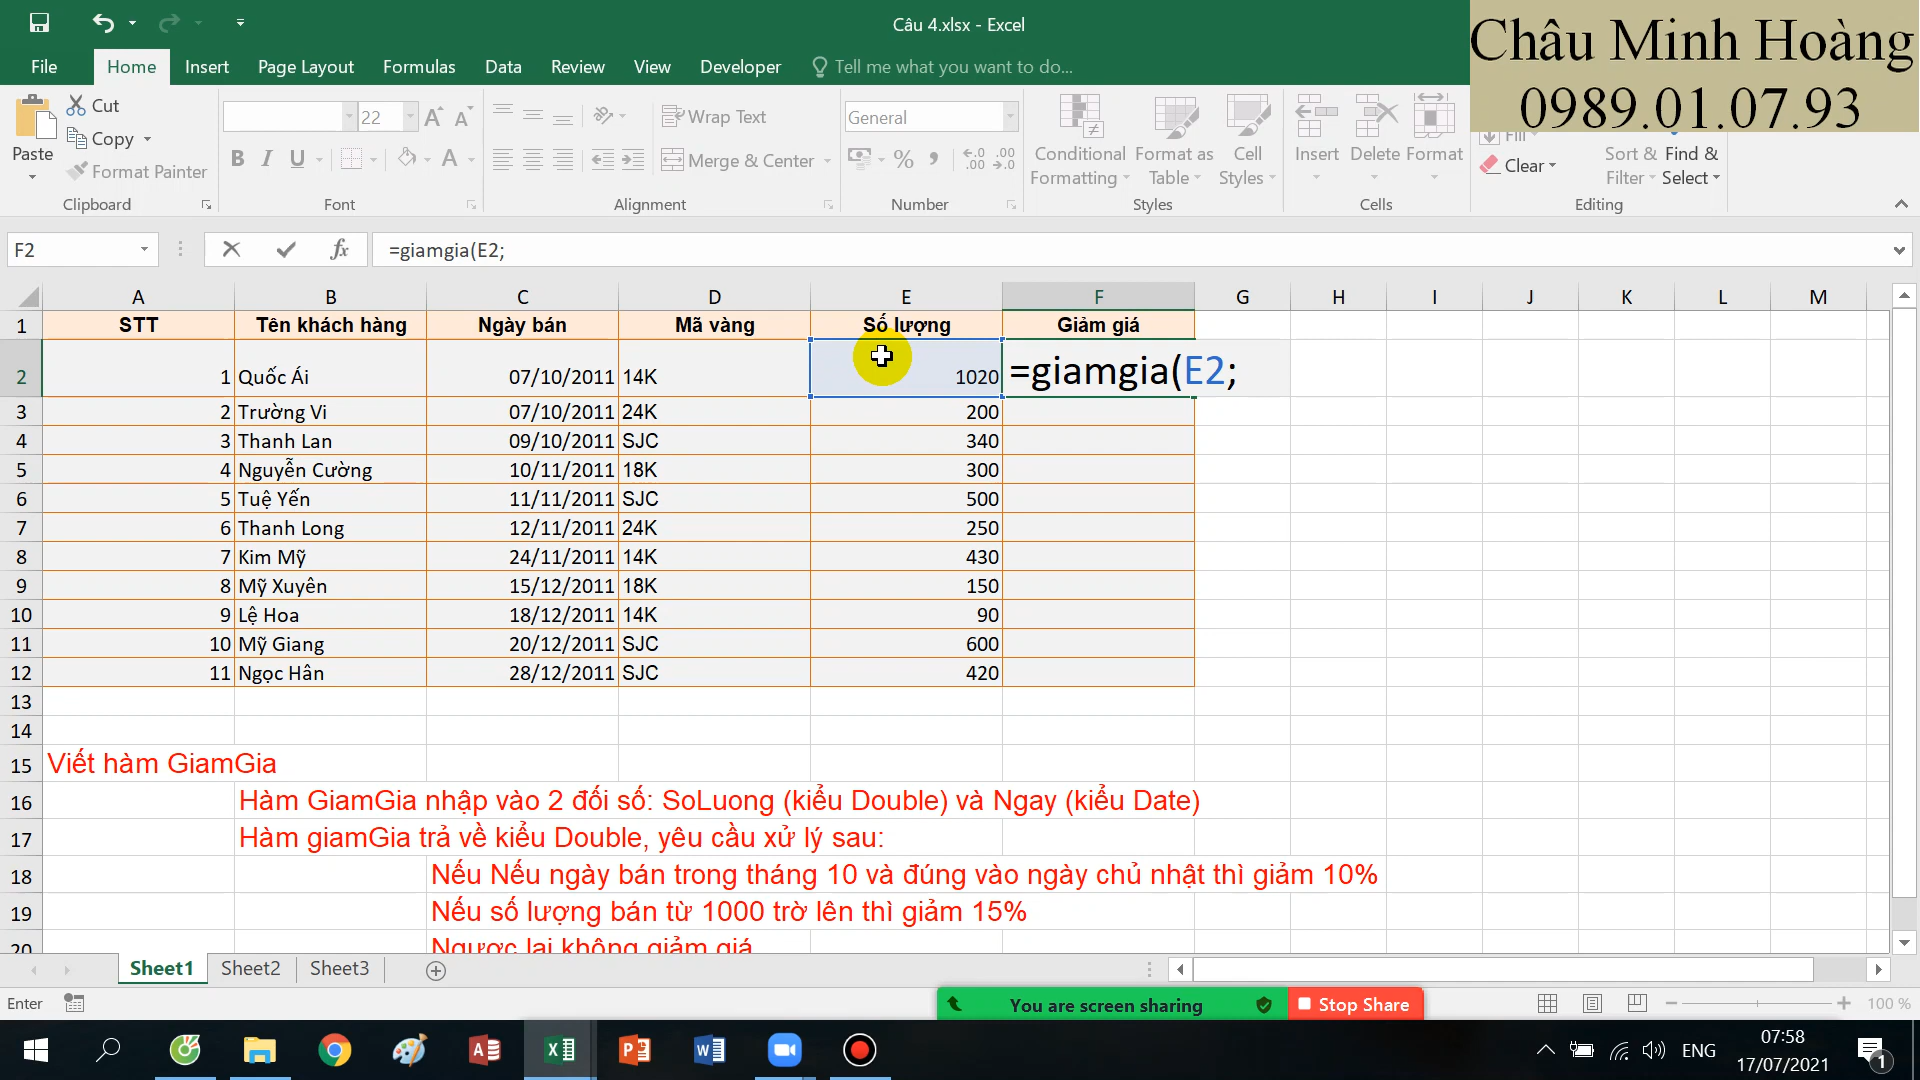 Câu 4.xlsx - Excel
Châu Minh Hoàng
0989.01.07.93
File Home Insert Page Layout Formulas Data Review View Developer Tell me what you want to do...
Paste
Cut
Copy
Format Painter
Clipboard
22
B I U
Font
Wrap Text
Merge & Center
Alignment
General
% ,
Number
Conditional Formatting
Format as Table
Cell Styles
Styles
Insert
Delete
Format
Cells
Fill
Clear
Sort & Filter
Find & Select
Editing
F2
fx
=giamgia(E2;
A B C D E F G H I J K L M
1 STT Tên khách hàng Ngày bán Mã vàng Số lượng Giảm giá
2 1 Quốc Ái 07/10/2011 14K 1020 =giamgia(E2;
3 2 Trường Vi 07/10/2011 24K 200
4 3 Thanh Lan 09/10/2011 SJC 340
5 4 Nguyễn Cường 10/11/2011 18K 300
6 5 Tuệ Yến 11/11/2011 SJC 500
7 6 Thanh Long 12/11/2011 24K 250
8 7 Kim Mỹ 24/11/2011 14K 430
9 8 Mỹ Xuyên 15/12/2011 18K 150
10 9 Lệ Hoa 18/12/2011 14K 90
11 10 Mỹ Giang 20/12/2011 SJC 600
12 11 Ngọc Hân 28/12/2011 SJC 420
13
14
15 Viết hàm GiamGia
16 Hàm GiamGia nhập vào 2 đối số: SoLuong (kiểu Double) và Ngay (kiểu Date)
17 Hàm giamGia trả về kiểu Double, yêu cầu xử lý sau:
18 Nếu Nếu ngày bán trong tháng 10 và đúng vào ngày chủ nhật thì giảm 10%
19 Nếu số lượng bán từ 1000 trờ lên thì giảm 15%
20 Ngược lại không giảm giá
Sheet1 Sheet2 Sheet3
Enter
You are screen sharing
Stop Share
100 %
ENG
07:58
17/07/2021
1